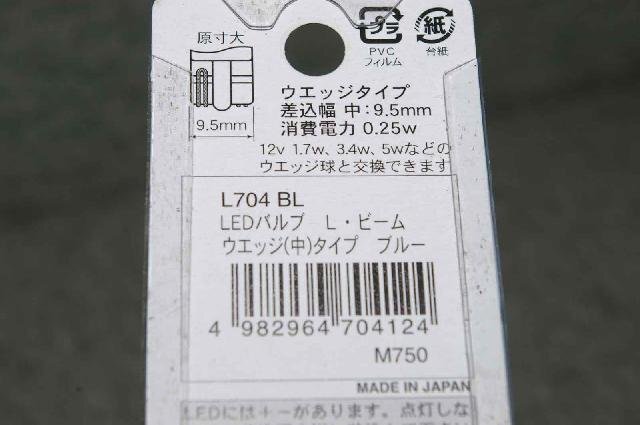 原寸大
プラ
紙
PVC
フィルム
台紙
9.5mm
ウエッジタイプ
差込幅 中:9.5mm
消費電力 0.25w
12v 1.7w、3.4w、5wなどの
ウエッジ球と交換できます
L704 BL
LEDバルブ L・ビーム
ウエッジ(中)タイプ ブルー
4 982964 704124
M750
MADE IN JAPAN
LEDには+−があります。点灯しな